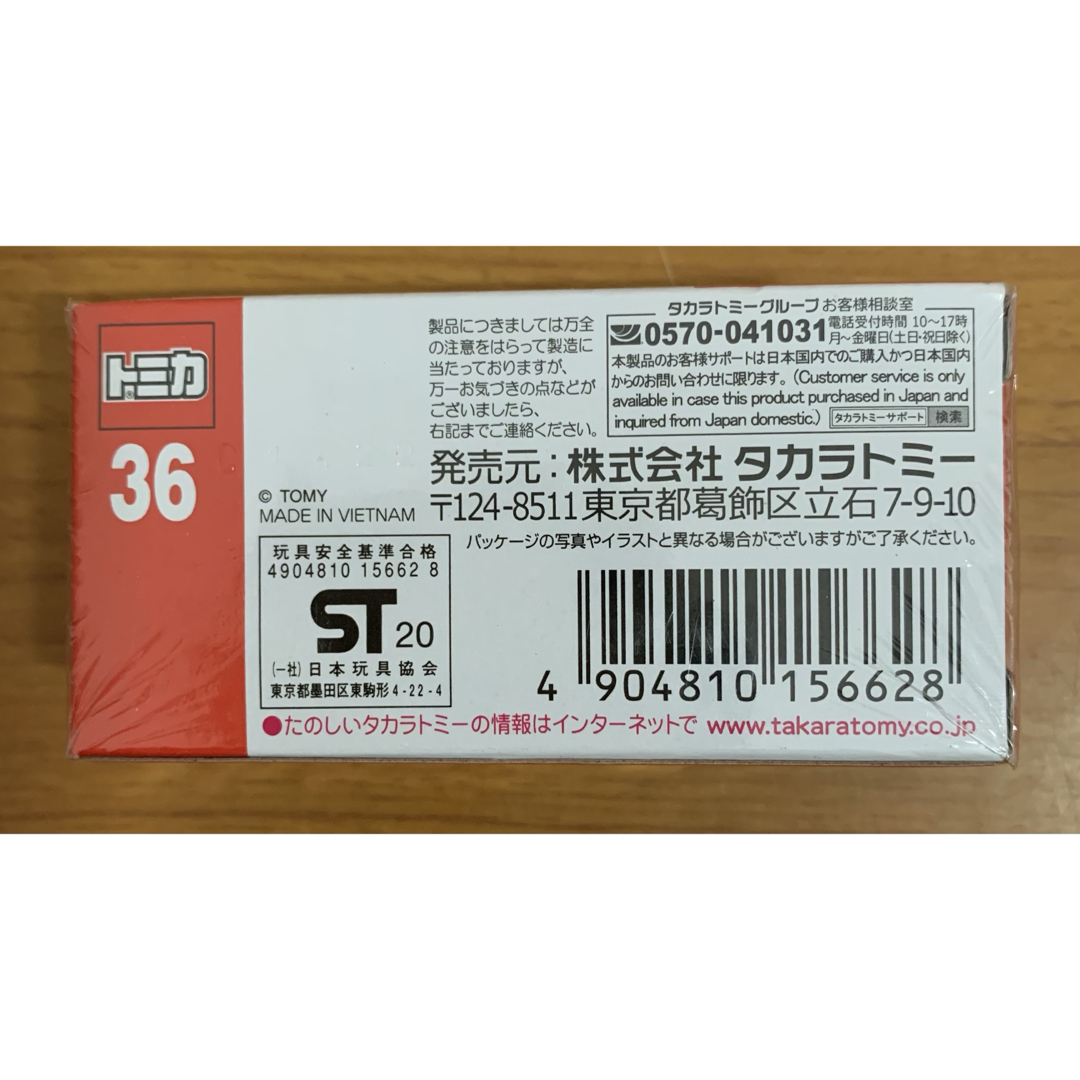 トミカ®
36
製品につきましては万全
の注意をはらって製造に
当たっておりますが、
万一お気づきの点などが
ございましたら、
右記までご連絡ください。
タカラトミーグループ お客様相談室
0570-041031 電話受付時間 10〜17時
月〜金曜日(土日・祝日除く)
本製品のお客様サポートは日本国内でのご購入かつ日本国内
からのお問い合わせに限ります。(Customer service is only
available in case this product purchased in Japan and
inquired from Japan domestic.) タカラトミーサポート 検索
発売元:株式会社 タカラトミー
〒124-8511 東京都葛飾区立石7-9-10
© TOMY
MADE IN VIETNAM
パッケージの写真やイラストと異なる場合がございますがご了承ください。
玩具安全基準合格
4904810 15662 8
ST 20
(一社)日本玩具協会
東京都墨田区東駒形4-22-4
4 904810 156628
●たのしいタカラトミーの情報はインターネットで www.takaratomy.co.jp